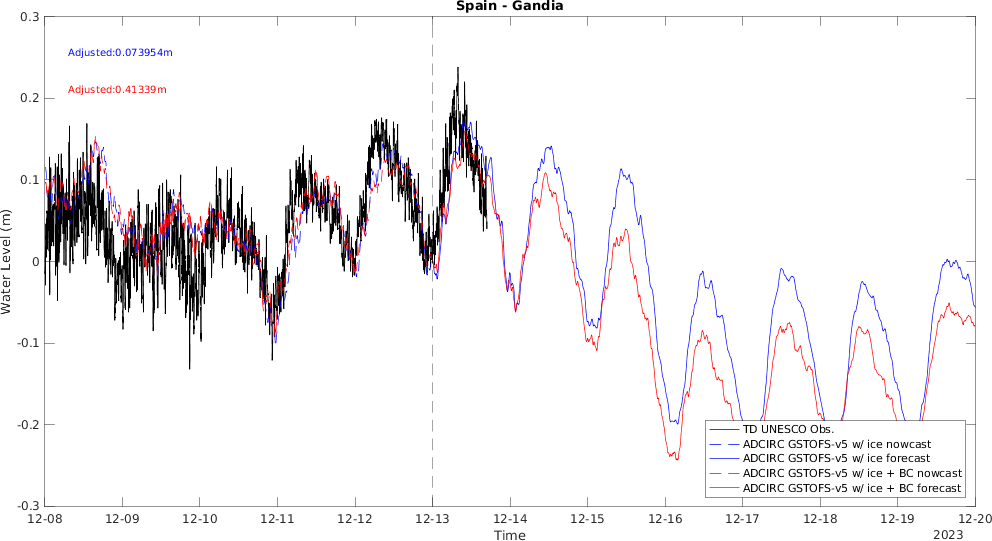 Spain - Gandia
0.3
0.2
0.1
0
-0.1
-0.2
-0.3
Water Level (m)
Adjusted:0.073954m
Adjusted:0.41339m
TD UNESCO Obs.
ADCIRC GSTOFS-v5 w/ ice nowcast
ADCIRC GSTOFS-v5 w/ ice forecast
ADCIRC GSTOFS-v5 w/ ice + BC nowcast
ADCIRC GSTOFS-v5 w/ ice + BC forecast
12-08 12-09 12-10 12-11 12-12 12-13 12-14 12-15 12-16 12-17 12-18 12-19 12-20
Time
2023